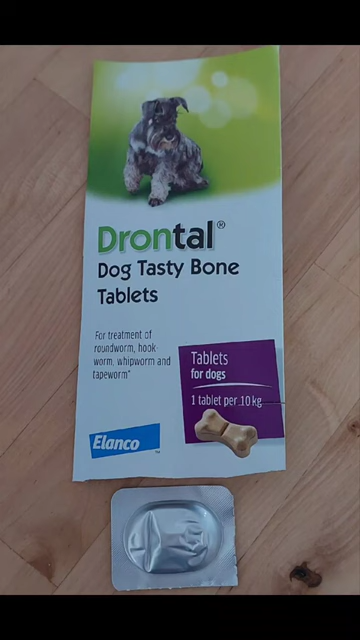 Drontal®
Dog Tasty Bone
Tablets
For treatment of
roundworm, hook-
worm, whipworm and
tapeworm*
Tablets
for dogs
1 tablet per 10 kg
Elanco™